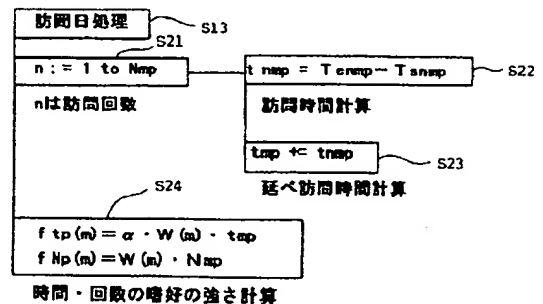 訪問日処理
S13
S21
n := 1 to Nmp
nは訪問回数
t nmp = Tenmp − Tsnmp
S22
訪問時間計算
tmp += tnmp
S23
延べ訪問時間計算
S24
f tp(m) = α · W(m) · tmp
f Np(m) = W(m) · Nmp
時間・回数の嗜好の強さ計算